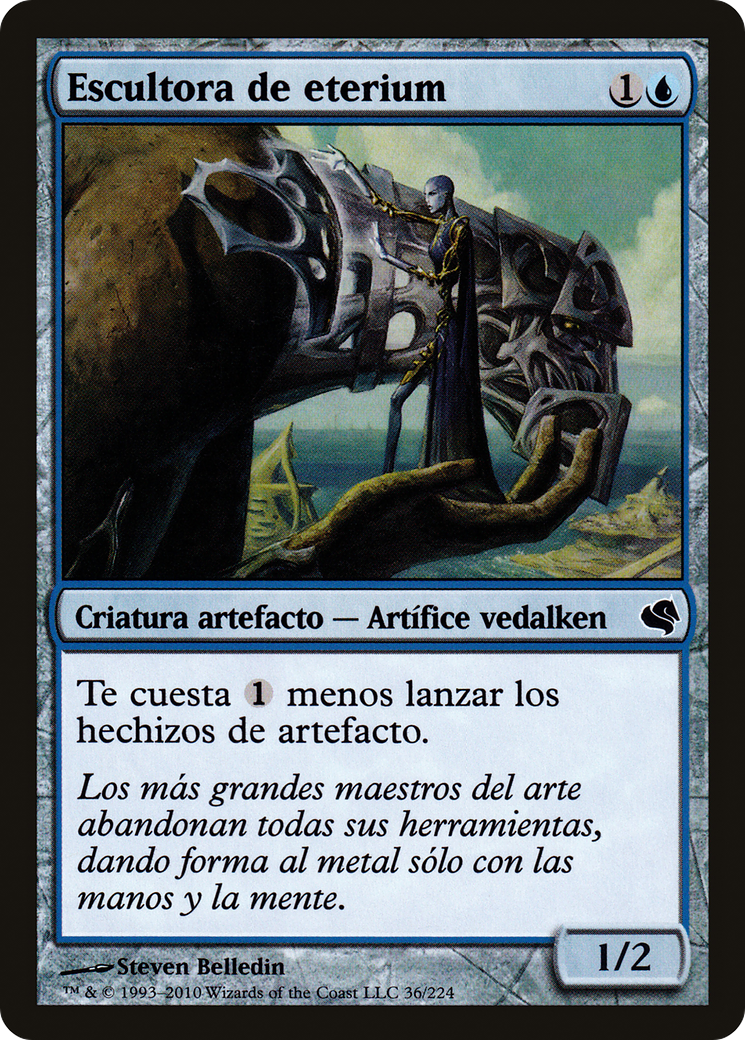 Escultora de eterium 1
Criatura artefacto — Artífice vedalken
Te cuesta 1 menos lanzar los
hechizos de artefacto.
Los más grandes maestros del arte
abandonan todas sus herramientas,
dando forma al metal sólo con las
manos y la mente.
1/2
Steven Belledin
™ & © 1993–2010 Wizards of the Coast LLC 36/224